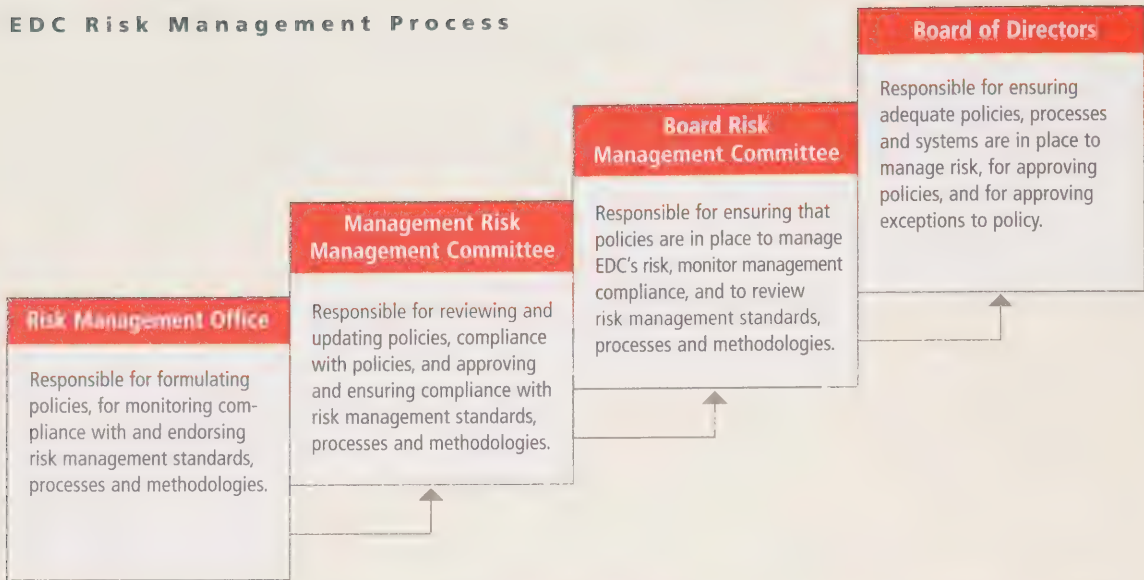 EDC Risk Management Process
Board of Directors
Responsible for ensuring
adequate policies, processes
and systems are in place to
manage risk, for approving
policies, and for approving
exceptions to policy.
Board Risk
Management Committee
Responsible for ensuring that
policies are in place to manage
EDC's risk, monitor management
compliance, and to review
risk management standards,
processes and methodologies.
Management Risk
Management Committee
Responsible for reviewing and
updating policies, compliance
with policies, and approving
and ensuring compliance with
risk management standards,
processes and methodologies.
Risk Management Office
Responsible for formulating
policies, for monitoring com-
pliance with and endorsing
risk management standards,
processes and methodologies.